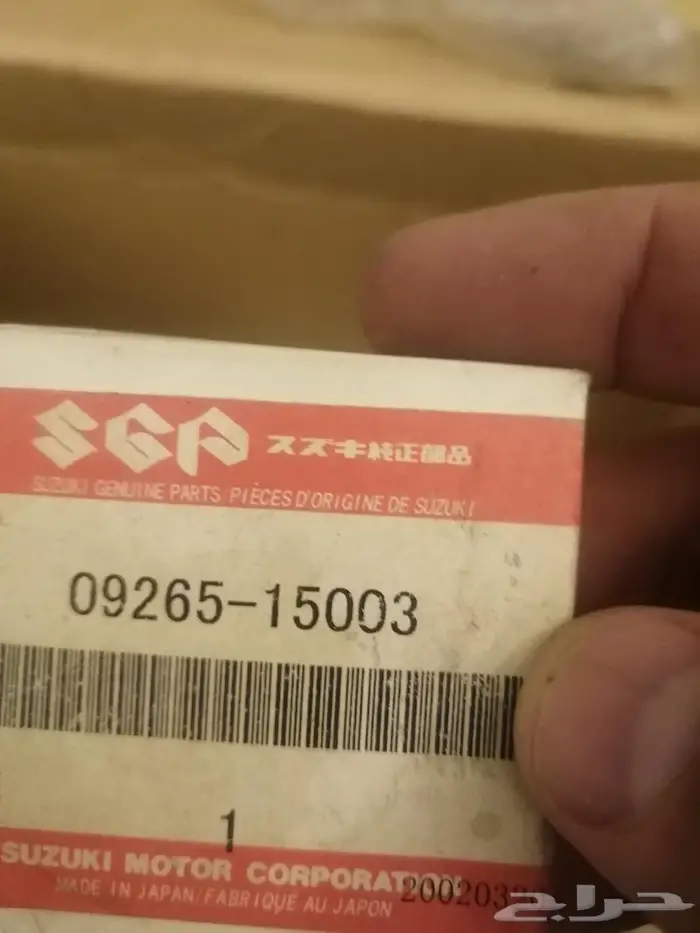 SGP スズキ純正部品
SUZUKI GENUINE PARTS/PIÈCES D'ORIGINE DE SUZUKI
09265-15003
1
SUZUKI MOTOR CORPORATION
MADE IN JAPAN/FABRIQUE AU JAPON
حراج